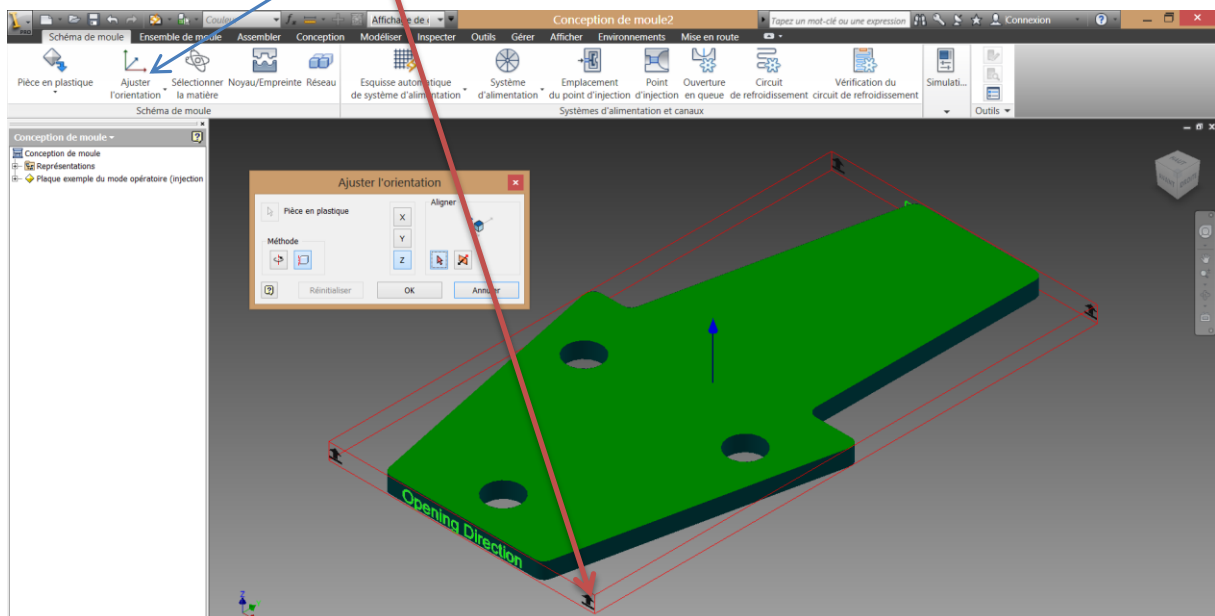 PRO
Couleur
Affichage de
Conception de moule2
Tapez un mot-clé ou une expression
Connexion
Schéma de moule Ensemble de moule Assembler Conception Modéliser Inspecter Outils Gérer Afficher Environnements Mise en route
Pièce en plastique
Ajuster l'orientation
Sélectionner la matière
Noyau/Empreinte
Réseau
Esquisse automatique de système d'alimentation
Système d'alimentation
Emplacement du point d'injection
Point d'injection
Ouverture en queue
Circuit de refroidissement
Vérification du circuit de refroidissement
Simulati...
Schéma de moule
Systèmes d'alimentation et canaux
Outils
Conception de moule
Conception de moule
Représentations
Plaque exemple du mode opératoire (injection
Ajuster l'orientation
Pièce en plastique
X
Y
Z
Aligner
Méthode
Réinitialiser
OK
Annuler
Opening Direction
Z